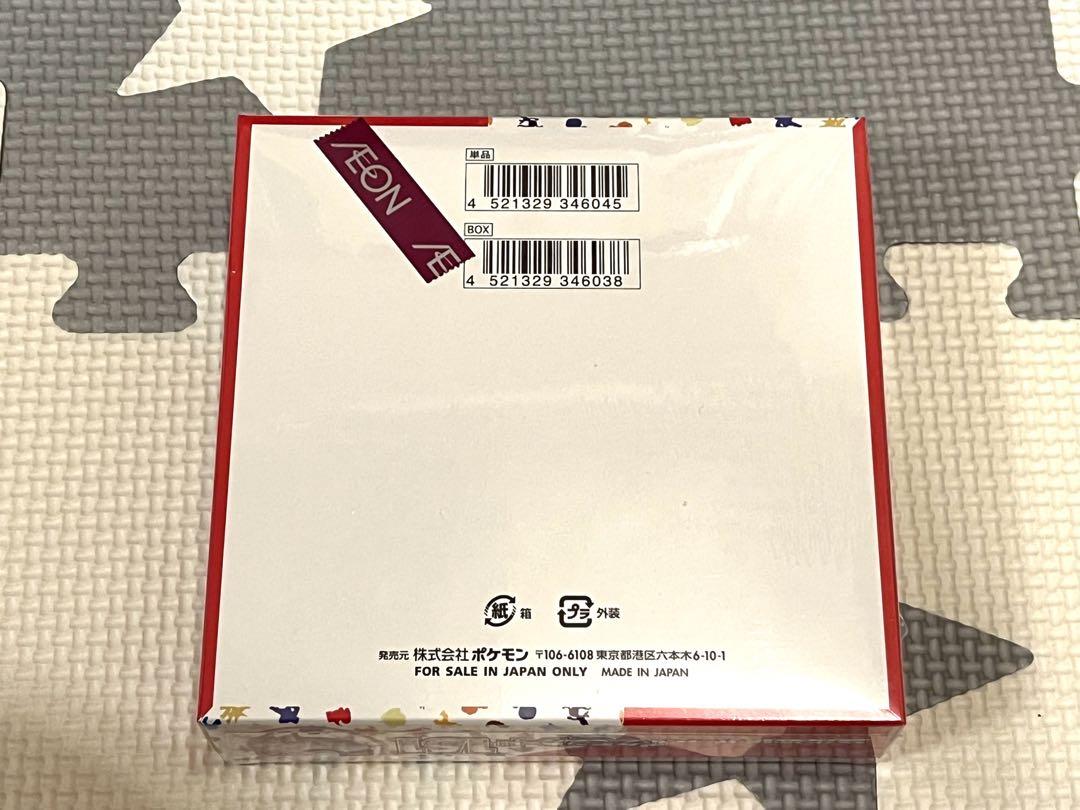 ÆON
Æ
単品
4 521329 346045
BOX
4 521329 346038
紙 箱 プラ 外装
発売元 株式会社ポケモン 〒106-6108 東京都港区六本木6-10-1
FOR SALE IN JAPAN ONLY MADE IN JAPAN